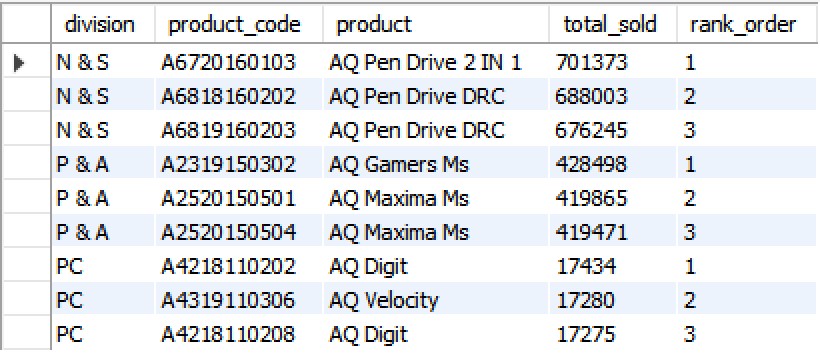 division product_code product total_sold rank_order
N & S A6720160103 AQ Pen Drive 2 IN 1 701373 1
N & S A6818160202 AQ Pen Drive DRC 688003 2
N & S A6819160203 AQ Pen Drive DRC 676245 3
P & A A2319150302 AQ Gamers Ms 428498 1
P & A A2520150501 AQ Maxima Ms 419865 2
P & A A2520150504 AQ Maxima Ms 419471 3
PC A4218110202 AQ Digit 17434 1
PC A4319110306 AQ Velocity 17280 2
PC A4218110208 AQ Digit 17275 3